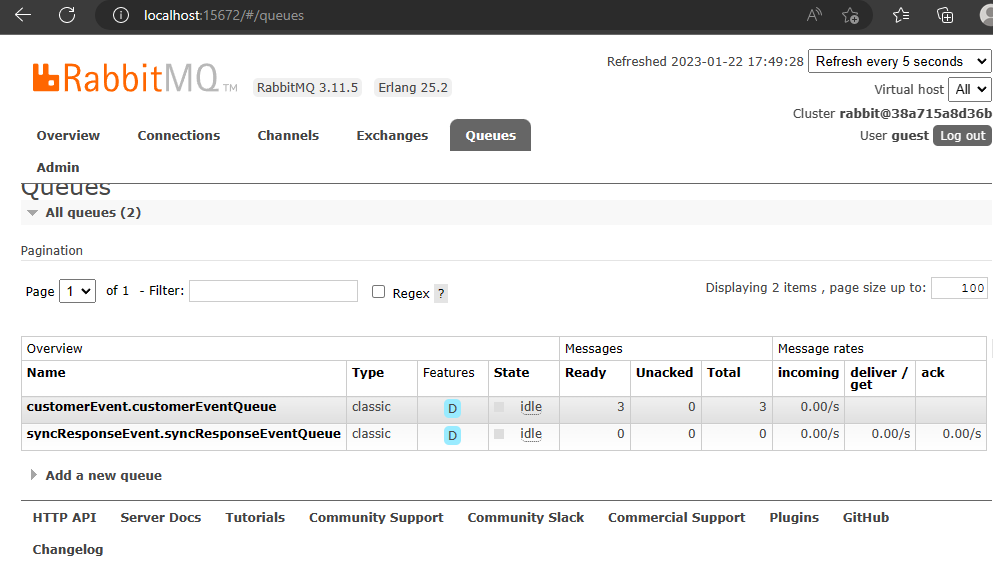 localhost:15672/#/queues
RabbitMQ TM RabbitMQ 3.11.5 Erlang 25.2
Refreshed 2023-01-22 17:49:28 Refresh every 5 seconds
Virtual host All
Cluster rabbit@38a715a8d36b
User guest Log out
Overview Connections Channels Exchanges Queues
Admin
Queues
All queues (2)
Pagination
Page 1 of 1 - Filter: Regex ? Displaying 2 items , page size up to: 100
Overview Messages Message rates
Name Type Features State Ready Unacked Total incoming deliver / get ack
customerEvent.customerEventQueue classic D idle 3 0 3 0.00/s
syncResponseEvent.syncResponseEventQueue classic D idle 0 0 0 0.00/s 0.00/s 0.00/s
Add a new queue
HTTP API Server Docs Tutorials Community Support Community Slack Commercial Support Plugins GitHub
Changelog